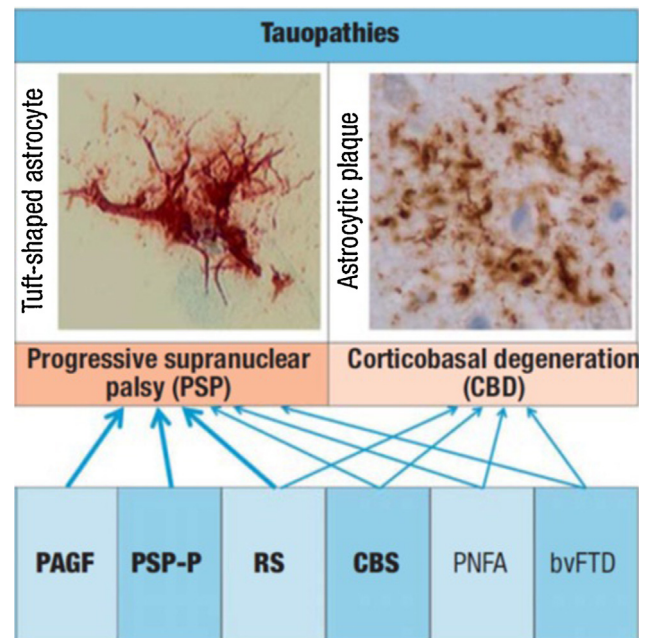 Tauopathies
Tuft-shaped astrocyte
Astrocytic plaque
Progressive supranuclear
palsy (PSP)
Corticobasal degeneration
(CBD)
PAGF
PSP-P
RS
CBS
PNFA
bvFTD